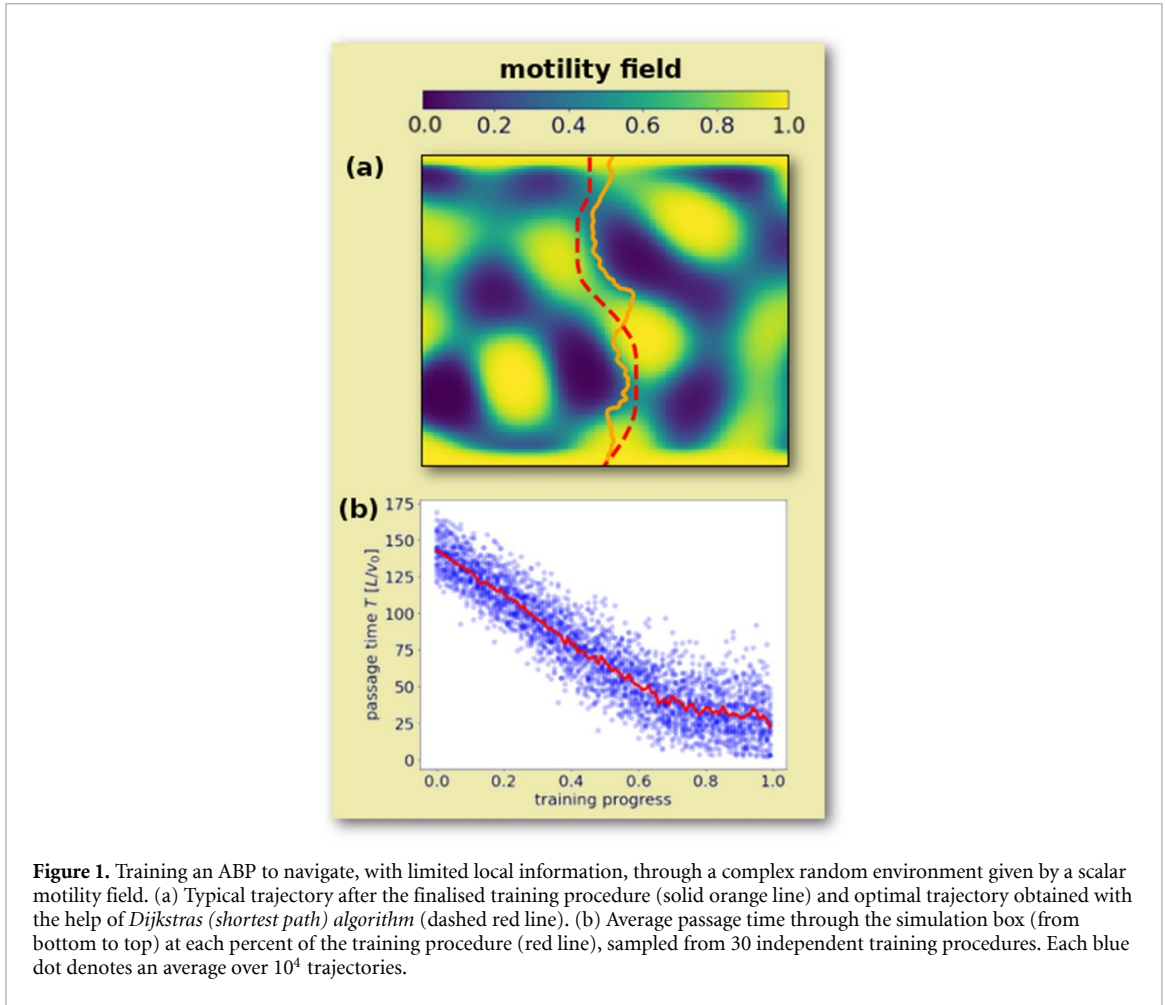 motility field
0.0 0.2 0.4 0.6 0.8 1.0
(a)
(b)
175
150
125
100
75
50
25
0
passage time T [L/v₀]
0.0 0.2 0.4 0.6 0.8 1.0
training progress
Figure 1. Training an ABP to navigate, with limited local information, through a complex random environment given by a scalar
motility field. (a) Typical trajectory after the finalised training procedure (solid orange line) and optimal trajectory obtained with
the help of Dijkstras (shortest path) algorithm (dashed red line). (b) Average passage time through the simulation box (from
bottom to top) at each percent of the training procedure (red line), sampled from 30 independent training procedures. Each blue
dot denotes an average over 10⁴ trajectories.